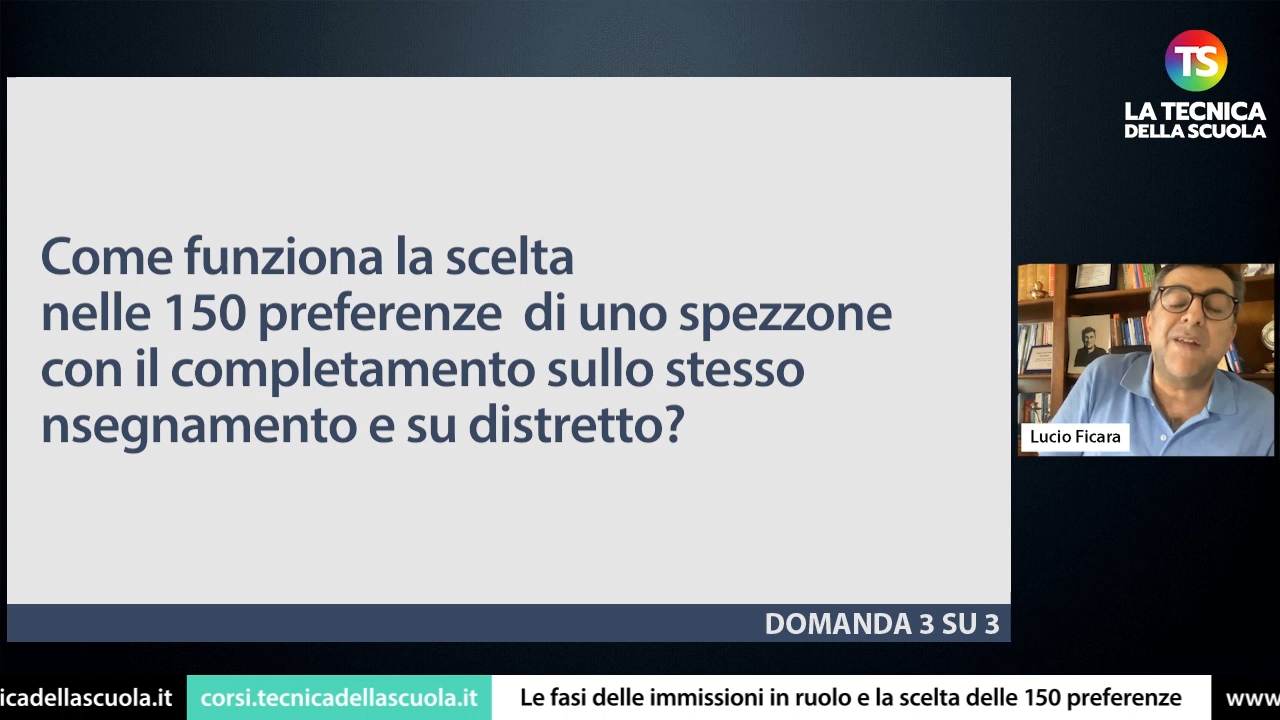 TS
LA TECNICA
DELLA SCUOLA
Come funziona la scelta
nelle 150 preferenze di uno spezzone
con il completamento sullo stesso
nsegnamento e su distretto?
Lucio Ficara
DOMANDA 3 SU 3
icadellascuola.it
corsi.tecnicadellascuola.it
Le fasi delle immissioni in ruolo e la scelta delle 150 preferenze
www